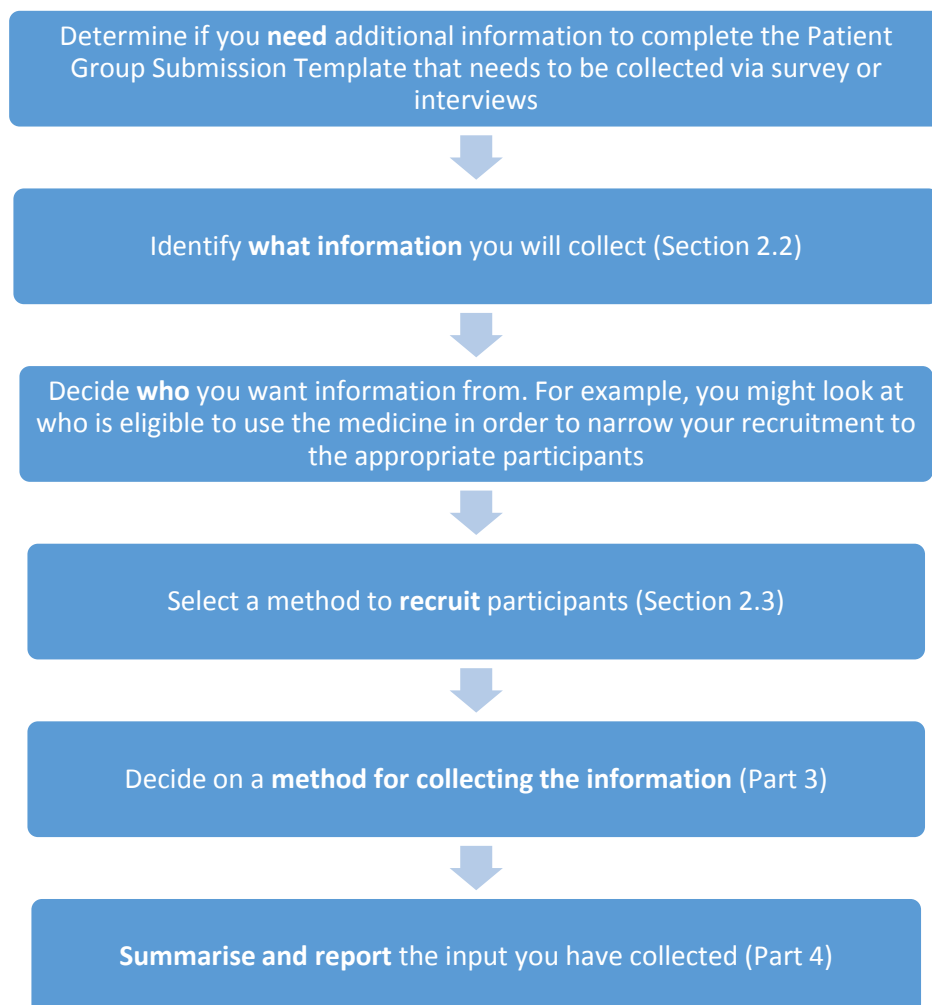 Determine if you need additional information to complete the Patient
Group Submission Template that needs to be collected via survey or
interviews
Identify what information you will collect (Section 2.2)
Decide who you want information from. For example, you might look at
who is eligible to use the medicine in order to narrow your recruitment to
the appropriate participants
Select a method to recruit participants (Section 2.3)
Decide on a method for collecting the information (Part 3)
Summarise and report the input you have collected (Part 4)